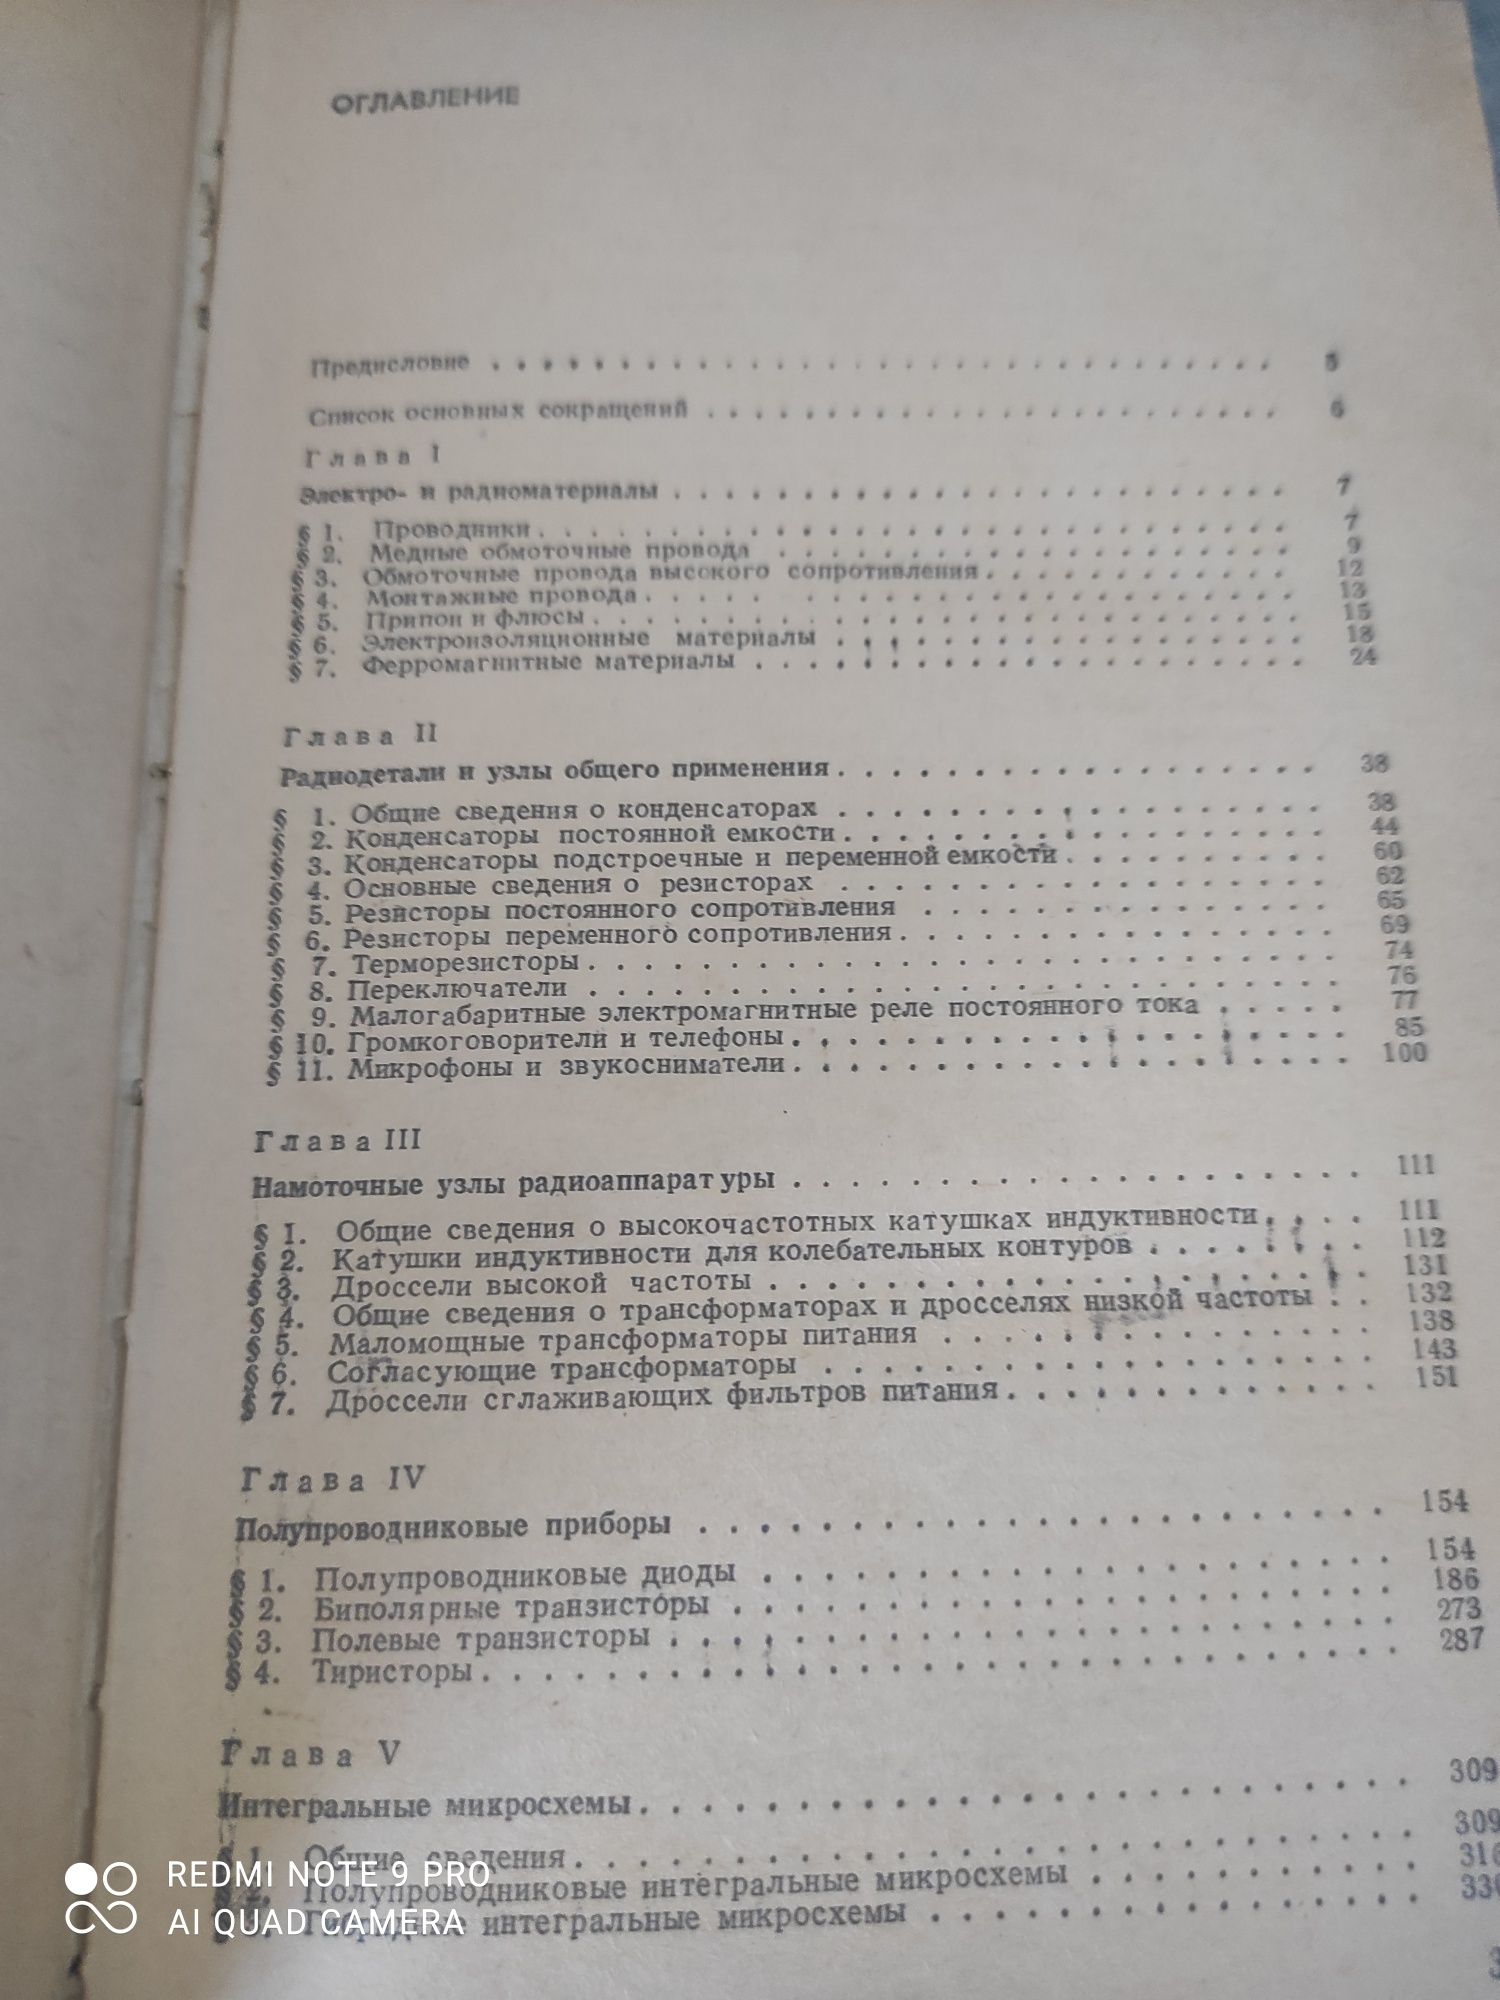 ОГЛАВЛЕНИЕ
Предисловие . . . . . . . . . . . . . . . . . . . . . . . . . . . . . . 5
Список основных сокращений . . . . . . . . . . . . . . . . . . . . . . 6
Глава I
Электро- и радиоматериалы . . . . . . . . . . . . . . . . . . . . . . . 7
§ 1. Проводники . . . . . . . . . . . . . . . . . . . . . . . . . . . . 7
§ 2. Медные обмоточные провода . . . . . . . . . . . . . . . . . . . . 9
§ 3. Обмоточные провода высокого сопротивления . . . . . . . . . . . . 12
§ 4. Монтажные провода . . . . . . . . . . . . . . . . . . . . . . . . 13
§ 5. Припои и флюсы . . . . . . . . . . . . . . . . . . . . . . . . . . 15
§ 6. Электроизоляционные материалы . . . . . . . . . . . . . . . . . . 18
§ 7. Ферромагнитные материалы . . . . . . . . . . . . . . . . . . . . . 24
Глава II
Радиодетали и узлы общего применения . . . . . . . . . . . . . . . . . 38
§ 1. Общие сведения о конденсаторах . . . . . . . . . . . . . . . . . . 38
§ 2. Конденсаторы постоянной емкости . . . . . . . . . . . . . . . . . 44
§ 3. Конденсаторы подстроечные и переменной емкости . . . . . . . . . . 60
§ 4. Основные сведения о резисторах . . . . . . . . . . . . . . . . . . 62
§ 5. Резисторы постоянного сопротивления . . . . . . . . . . . . . . . 65
§ 6. Резисторы переменного сопротивления . . . . . . . . . . . . . . . 69
§ 7. Терморезисторы . . . . . . . . . . . . . . . . . . . . . . . . . . 74
§ 8. Переключатели . . . . . . . . . . . . . . . . . . . . . . . . . . 76
§ 9. Малогабаритные электромагнитные реле постоянного тока . . . . . 77
§ 10. Громкоговорители и телефоны . . . . . . . . . . . . . . . . . . . 85
§ 11. Микрофоны и звукосниматели . . . . . . . . . . . . . . . . . . . 100
Глава III
Намоточные узлы радиоаппаратуры . . . . . . . . . . . . . . . . . . . . 111
§ 1. Общие сведения о высокочастотных катушках индуктивности . . . . 111
§ 2. Катушки индуктивности для колебательных контуров . . . . . . . . 112
§ 3. Дроссели высокой частоты . . . . . . . . . . . . . . . . . . . . . 131
§ 4. Общие сведения о трансформаторах и дросселях низкой частоты . . 132
§ 5. Маломощные трансформаторы питания . . . . . . . . . . . . . . . . 138
§ 6. Согласующие трансформаторы . . . . . . . . . . . . . . . . . . . . 143
§ 7. Дроссели сглаживающих фильтров питания . . . . . . . . . . . . . 151
Глава IV
Полупроводниковые приборы . . . . . . . . . . . . . . . . . . . . . . . 154
§ 1. Полупроводниковые диоды . . . . . . . . . . . . . . . . . . . . . 154
§ 2. Биполярные транзисторы . . . . . . . . . . . . . . . . . . . . . . 186
§ 3. Полевые транзисторы . . . . . . . . . . . . . . . . . . . . . . . 273
§ 4. Тиристоры . . . . . . . . . . . . . . . . . . . . . . . . . . . . 287
Глава V
Интегральные микросхемы . . . . . . . . . . . . . . . . . . . . . . . . 309
§ 1. Общие сведения . . . . . . . . . . . . . . . . . . . . . . . . . . 309
2. Полупроводниковые интегральные микросхемы . . . . . . . . . . . 316
Гибридные интегральные микросхемы . . . . . . . . . . . . . . . . 330
3
REDMI NOTE 9 PRO
AI QUAD CAMERA